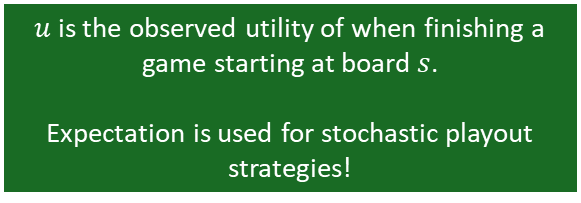 u is the observed utility of when finishing a
game starting at board s.
Expectation is used for stochastic playout
strategies!